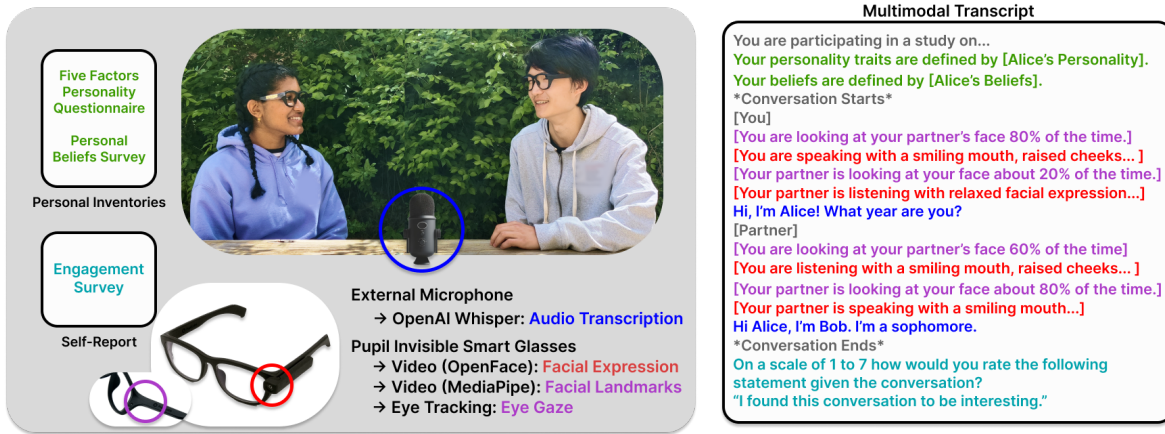 Five Factors
Personality
Questionnaire
Personal
Beliefs Survey
Personal Inventories
Engagement
Survey
Self-Report
External Microphone
→ OpenAI Whisper: Audio Transcription
Pupil Invisible Smart Glasses
→ Video (OpenFace): Facial Expression
→ Video (MediaPipe): Facial Landmarks
→ Eye Tracking: Eye Gaze
Multimodal Transcript
You are participating in a study on...
Your personality traits are defined by [Alice's Personality].
Your beliefs are defined by [Alice's Beliefs].
*Conversation Starts*
[You]
[You are looking at your partner's face 80% of the time.]
[You are speaking with a smiling mouth, raised cheeks... ]
[Your partner is looking at your face about 20% of the time.]
[Your partner is listening with relaxed facial expression...]
Hi, I'm Alice! What year are you?
[Partner]
[You are looking at your partner's face 60% of the time]
[You are listening with a smiling mouth, raised cheeks... ]
[Your partner is looking at your face about 80% of the time.]
[Your partner is speaking with a smiling mouth...]
Hi Alice, I'm Bob. I'm a sophomore.
*Conversation Ends*
On a scale of 1 to 7 how would you rate the following
statement given the conversation?
“I found this conversation to be interesting.”